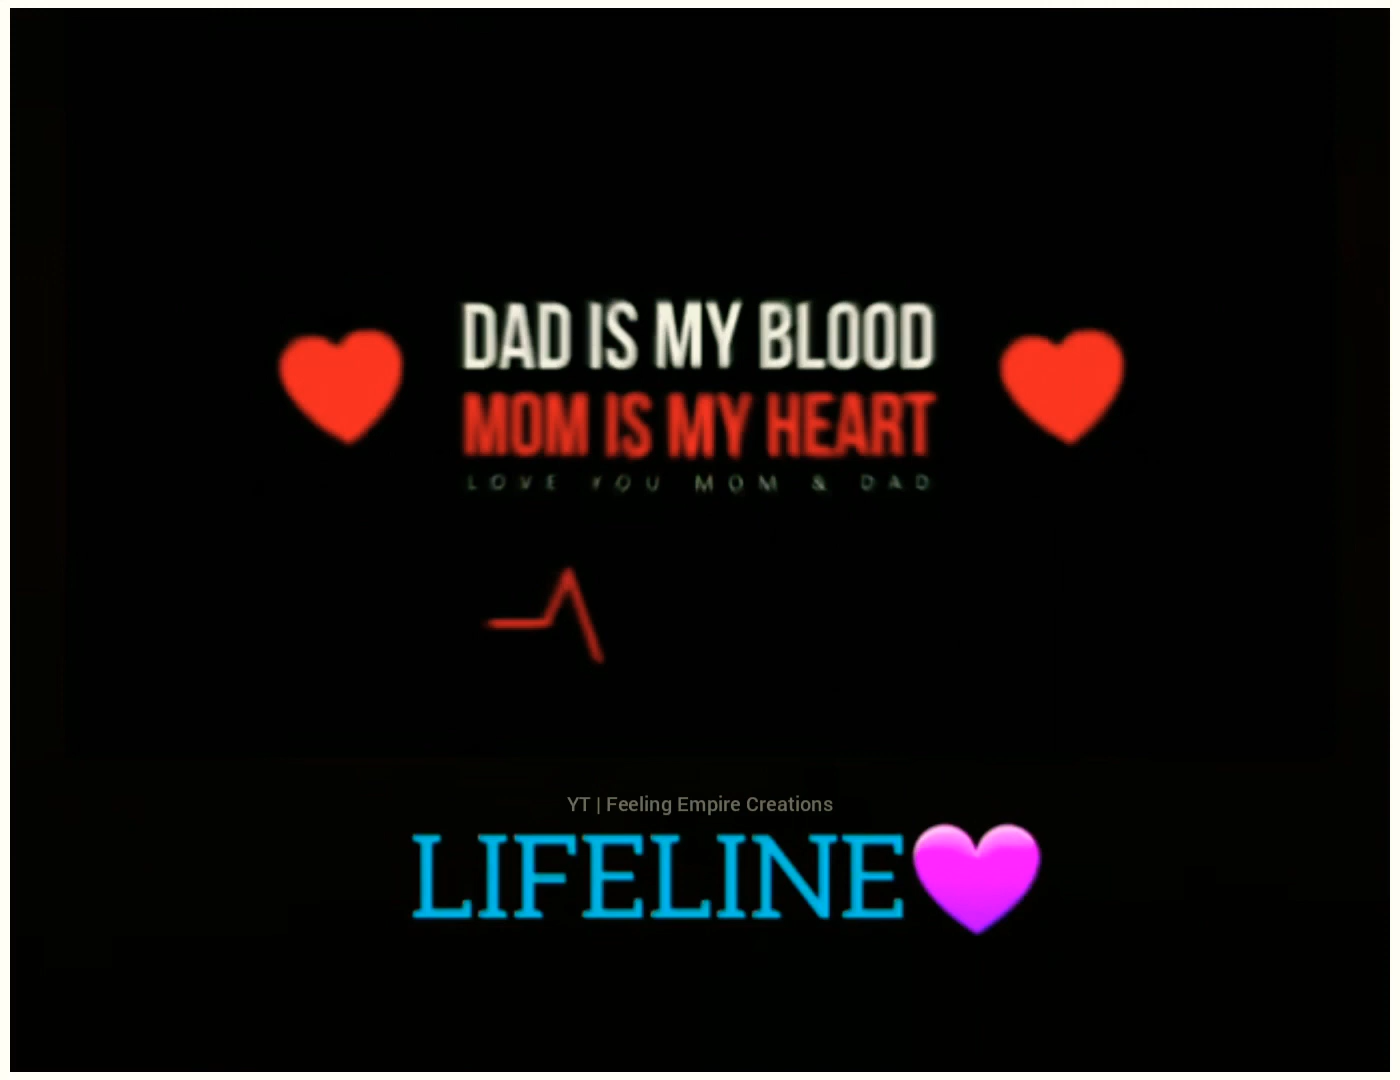 DAD IS MY BLOOD
MOM IS MY HEART
LOVE YOU MOM & DAD
YT | Feeling Empire Creations
LIFELINE